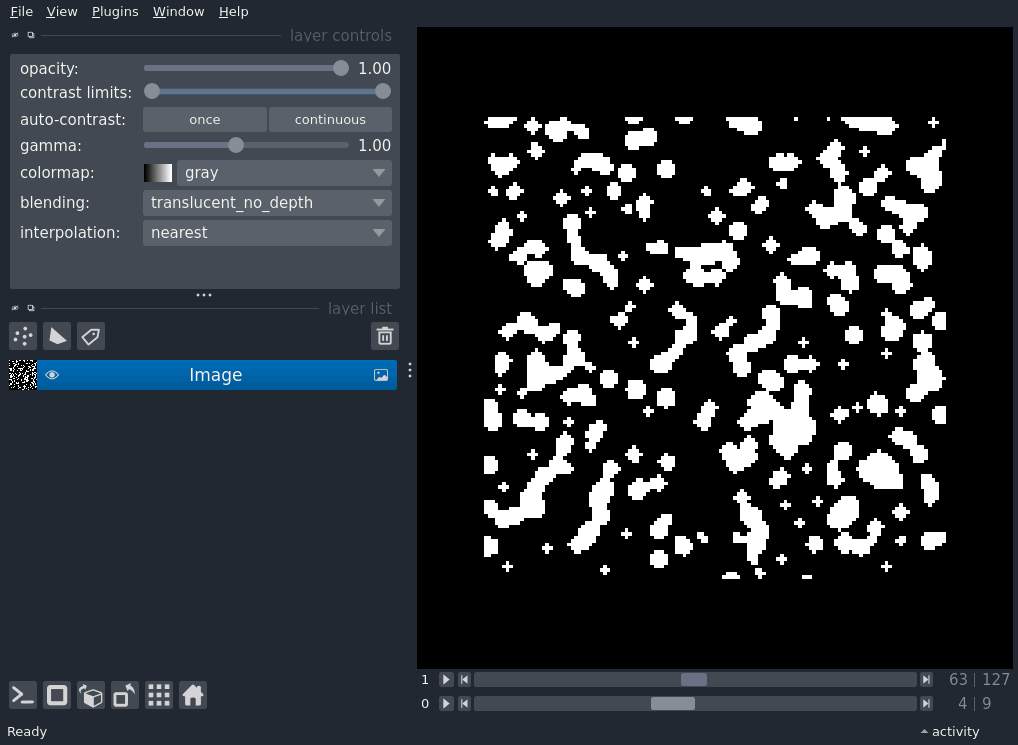 File View Plugins Window Help
layer controls
opacity: 1.00
contrast limits:
auto-contrast: once continuous
gamma: 1.00
colormap: gray
blending: translucent_no_depth
interpolation: nearest
layer list
Image
1 63 | 127
0 4 | 9
Ready activity